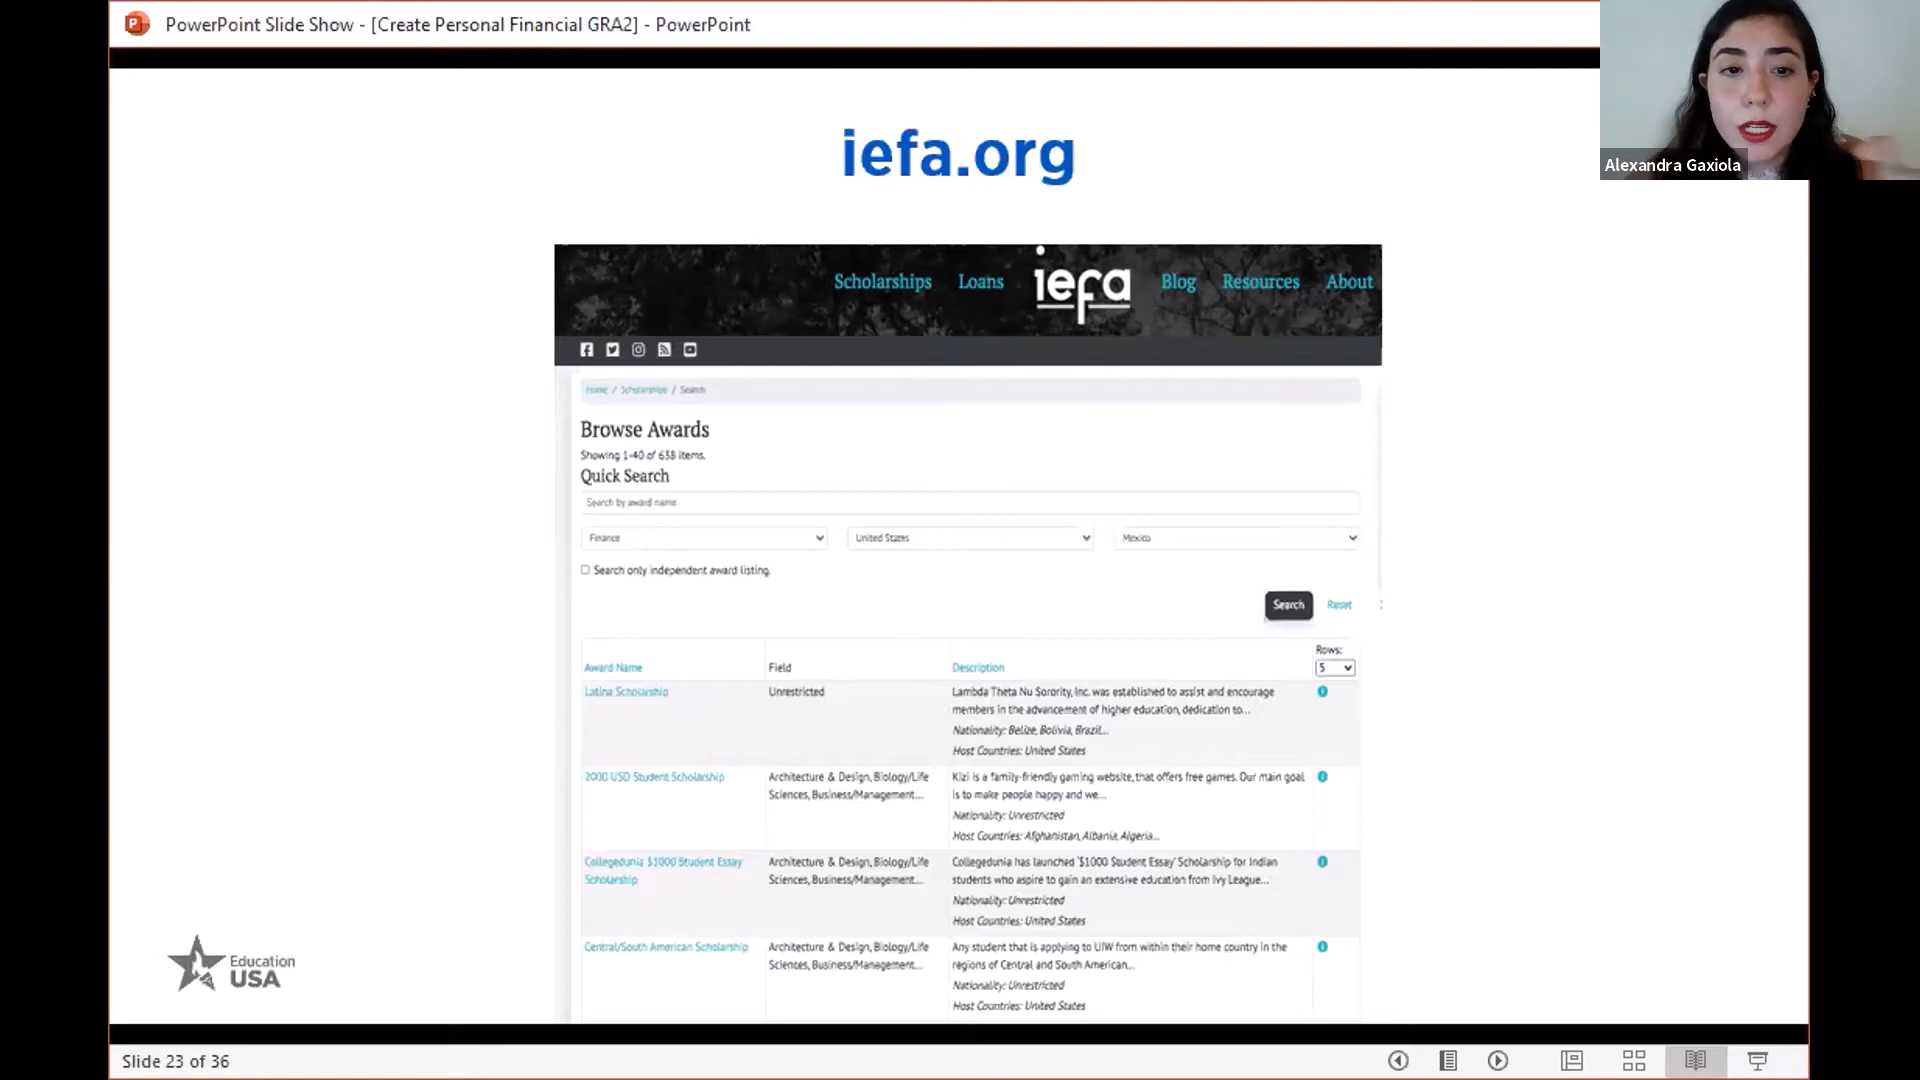 PowerPoint Slide Show - [Create Personal Financial GRA2] - PowerPoint
Alexandra Gaxiola
iefa.org
Scholarships Loans iefa Blog Resources About
Home / Scholarships / Search
Browse Awards
Showing 1-40 of 638 items.
Quick Search
Search by award name
Finance United States Mexico
Search only independent award listing.
Search Reset
Rows:
Award Name Field Description 5
Latina Scholarship Unrestricted Lambda Theta Nu Sorority, Inc. was established to assist and encourage
members in the advancement of higher education, dedication to...
Nationality: Belize, Bolivia, Brazil...
Host Countries: United States
2000 USD Student Scholarship Architecture & Design, Biology/Life Kizi is a family-friendly gaming website, that offers free games. Our main goal
Sciences, Business/Management... is to make people happy and we...
Nationality: Unrestricted
Host Countries: Afghanistan, Albania, Algeria...
Collegedunia $1000 Student Essay Architecture & Design, Biology/Life Collegedunia has launched '$1000 Student Essay' Scholarship for Indian
Scholarship Sciences, Business/Management... students who aspire to gain an extensive education from Ivy League...
Nationality: Unrestricted
Host Countries: United States
Central/South American Scholarship Architecture & Design, Biology/Life Any student that is applying to UIW from within their home country in the
Sciences, Business/Management... regions of Central and South American...
Nationality: Unrestricted
Host Countries: United States
Education
USA
Slide 23 of 36